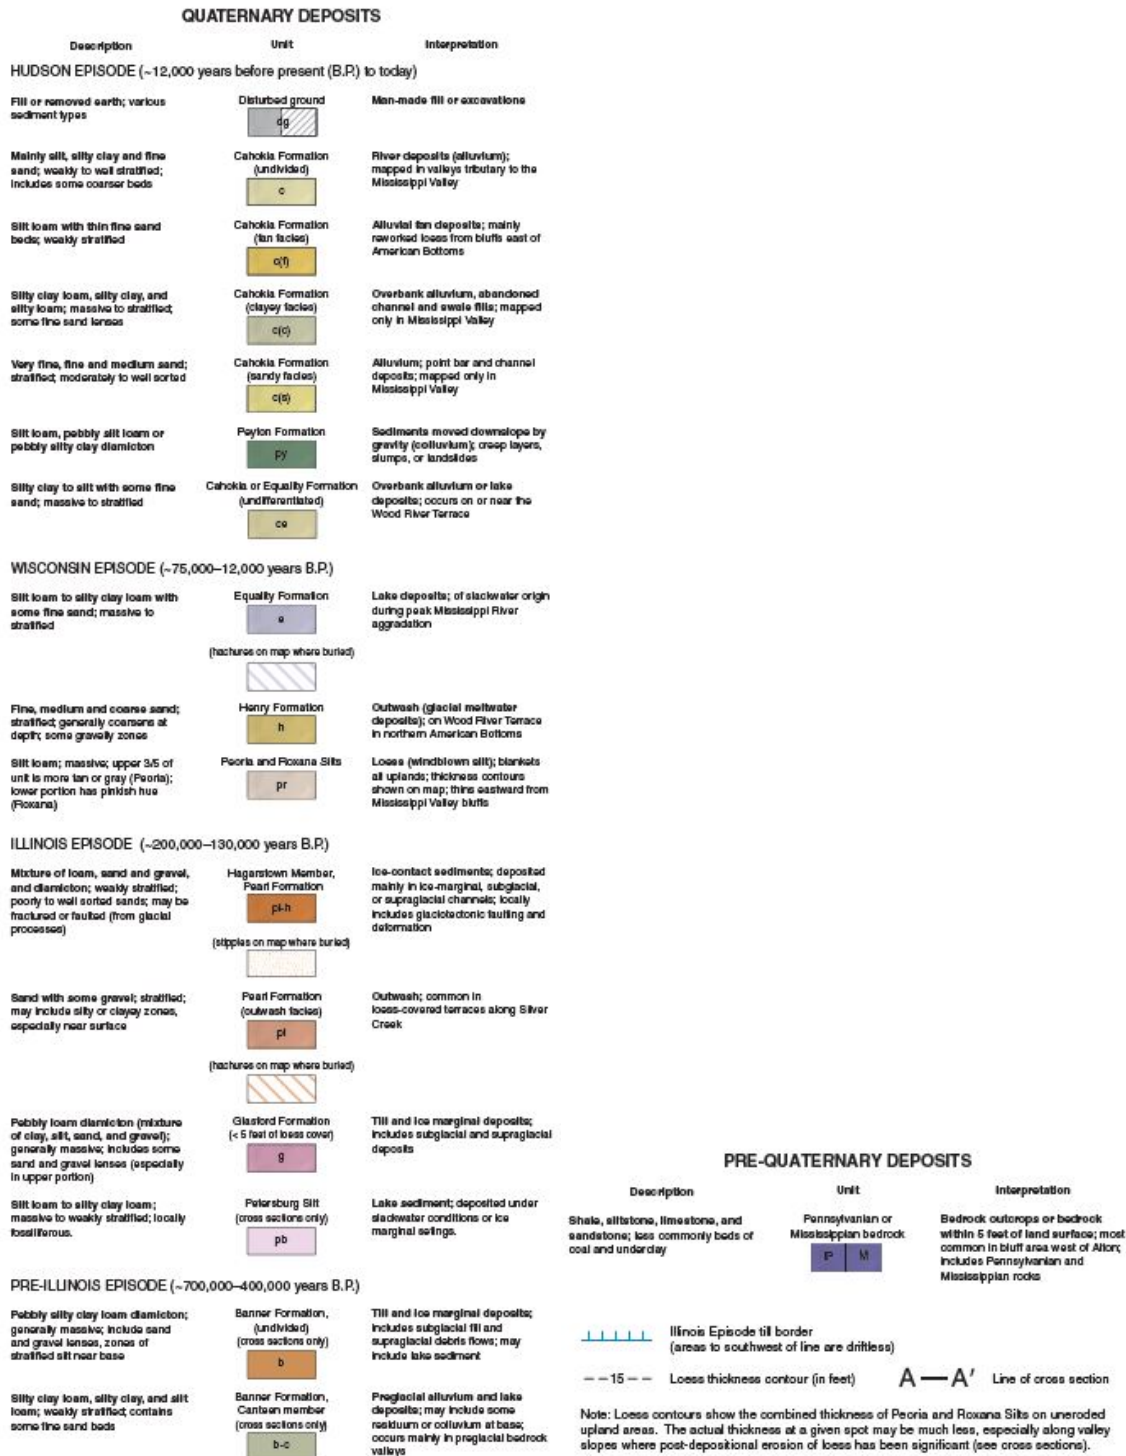 QUATERNARY DEPOSITS
Description Unit Interpretation
HUDSON EPISODE (~12,000 years before present (B.P.) to today)
Fill or removed earth; various
sediment types
Disturbed ground
dg
Man-made fill or excavations
Mainly silt, silty clay and fine
sand; weakly to well stratified;
includes some coarser beds
Cahokia Formation
(undivided)
c
River deposits (alluvium);
mapped in valleys tributary to the
Mississippi Valley
Silt loam with thin fine sand
beds; weakly stratified
Cahokia Formation
(fan facies)
c(f)
Alluvial fan deposits; mainly
reworked loess from bluffs east of
American Bottoms
Silty clay loam, silty clay, and
silty loam; massive to stratified;
some fine sand lenses
Cahokia Formation
(clayey facies)
c(c)
Overbank alluvium, abandoned
channel and swale fills; mapped
only in Mississippi Valley
Very fine, fine and medium sand;
stratified; moderately to well sorted
Cahokia Formation
(sandy facies)
c(s)
Alluvium; point bar and channel
deposits; mapped only in
Mississippi Valley
Silt loam, pebbly silt loam or
pebbly silty clay diamicton
Peyton Formation
py
Sediments moved downslope by
gravity (colluvium); creep layers,
slumps, or landslides
Silty clay to silt with some fine
sand; massive to stratified
Cahokia or Equality Formation
(undifferentiated)
ce
Overbank alluvium or lake
deposits; occurs on or near the
Wood River Terrace
WISCONSIN EPISODE (~75,000–12,000 years B.P.)
Silt loam to silty clay loam with
some fine sand; massive to
stratified
Equality Formation
e
(hachures on map where buried)
Lake deposits; of slackwater origin
during peak Mississippi River
aggradation
Fine, medium and coarse sand;
stratified; generally coarsens at
depth; some gravelly zones
Henry Formation
h
Outwash (glacial meltwater
deposits); on Wood River Terrace
in northern American Bottoms
Silt loam; massive; upper 3/5 of
unit is more tan or gray (Peoria);
lower portion has pinkish hue
(Roxana)
Peoria and Roxana Silts
pr
Loess (windblown silt); blankets
all uplands; thickness contours
shown on map; thins eastward from
Mississippi Valley bluffs
ILLINOIS EPISODE (~200,000–130,000 years B.P.)
Mixture of loam, sand and gravel,
and diamicton; weakly stratified;
poorly to well sorted sands; may be
fractured or faulted (from glacial
processes)
Hagarstown Member,
Pearl Formation
pl-h
(stipples on map where buried)
Ice-contact sediments; deposited
mainly in ice-marginal, subglacial,
or supraglacial channels; locally
includes glaciotectonic faulting and
deformation
Sand with some gravel; stratified;
may include silty or clayey zones,
especially near surface
Pearl Formation
(outwash facies)
pl
(hachures on map where buried)
Outwash; common in
loess-covered terraces along Silver
Creek
Pebbly loam diamicton (mixture
of clay, silt, sand, and gravel);
generally massive; includes some
sand and gravel lenses (especially
in upper portion)
Glasford Formation
(< 5 feet of loess cover)
g
Till and ice marginal deposits;
includes subglacial and supraglacial
deposits
Silt loam to silty clay loam;
massive to weakly stratified; locally
fossiliferous.
Petersburg Silt
(cross sections only)
pb
Lake sediment; deposited under
slackwater conditions or ice
marginal setings.
PRE-ILLINOIS EPISODE (~700,000–400,000 years B.P.)
Pebbly silty clay loam diamicton;
generally massive; include sand
and gravel lenses, zones of
stratified silt near base
Banner Formation,
(undivided)
(cross sections only)
b
Till and ice marginal deposits;
includes subglacial till and
supraglacial debris flows; may
include lake sediment
Silty clay loam, silty clay, and silt
loam; weakly stratified; contains
some fine sand beds
Banner Formation,
Canteen member
(cross sections only)
b-c
Preglacial alluvium and lake
deposits; may include some
residuum or colluvium at base;
occurs mainly in preglacial bedrock
valleys
PRE-QUATERNARY DEPOSITS
Description Unit Interpretation
Shale, siltstone, limestone, and
sandstone; less commonly beds of
coal and underclay
Pennsylvanian or
Mississippian bedrock
IP M
Bedrock outcrops or bedrock
within 5 feet of land surface; most
common in bluff area west of Alton;
includes Pennsylvanian and
Mississippian rocks
Illinois Episode till border
(areas to southwest of line are driftless)
15 Loess thickness contour (in feet)
A — A′ Line of cross section
Note: Loess contours show the combined thickness of Peoria and Roxana Silts on uneroded
upland areas. The actual thickness at a given spot may be much less, especially along valley
slopes where post-depositional erosion of loess has been significant (see cross sections).